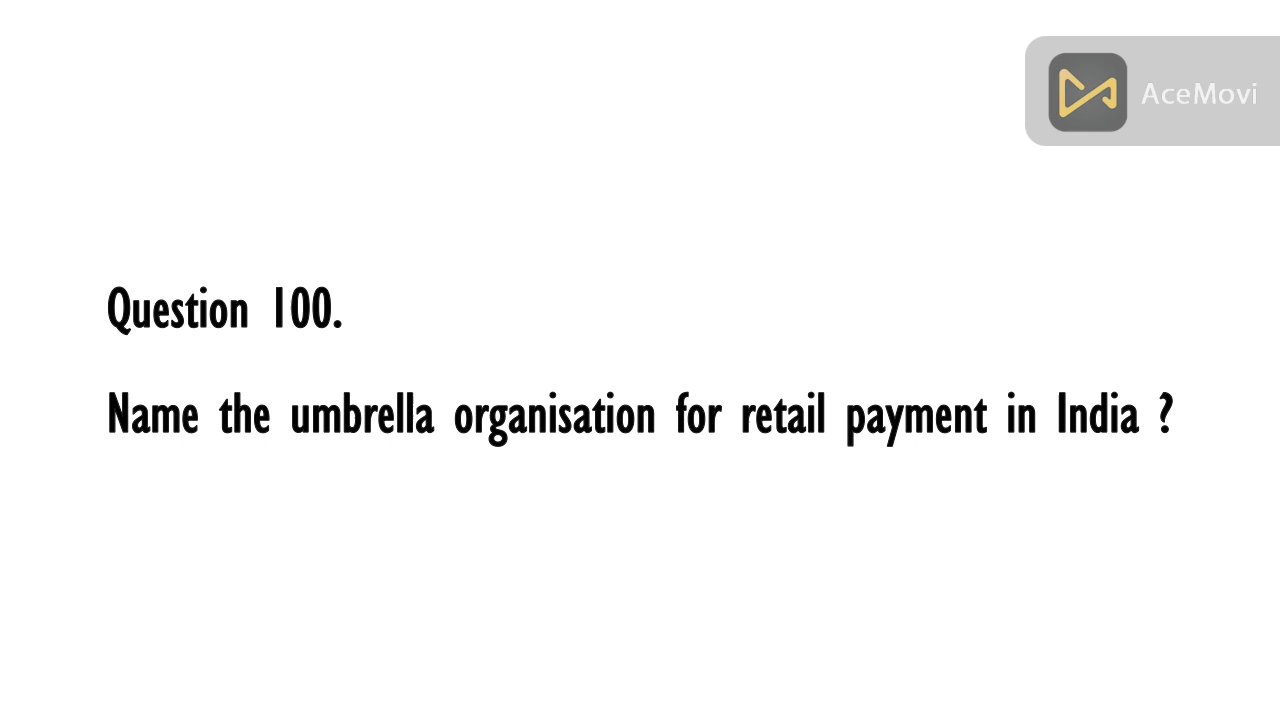 AceMovi
Question 100.
Name the umbrella organisation for retail payment in India ?